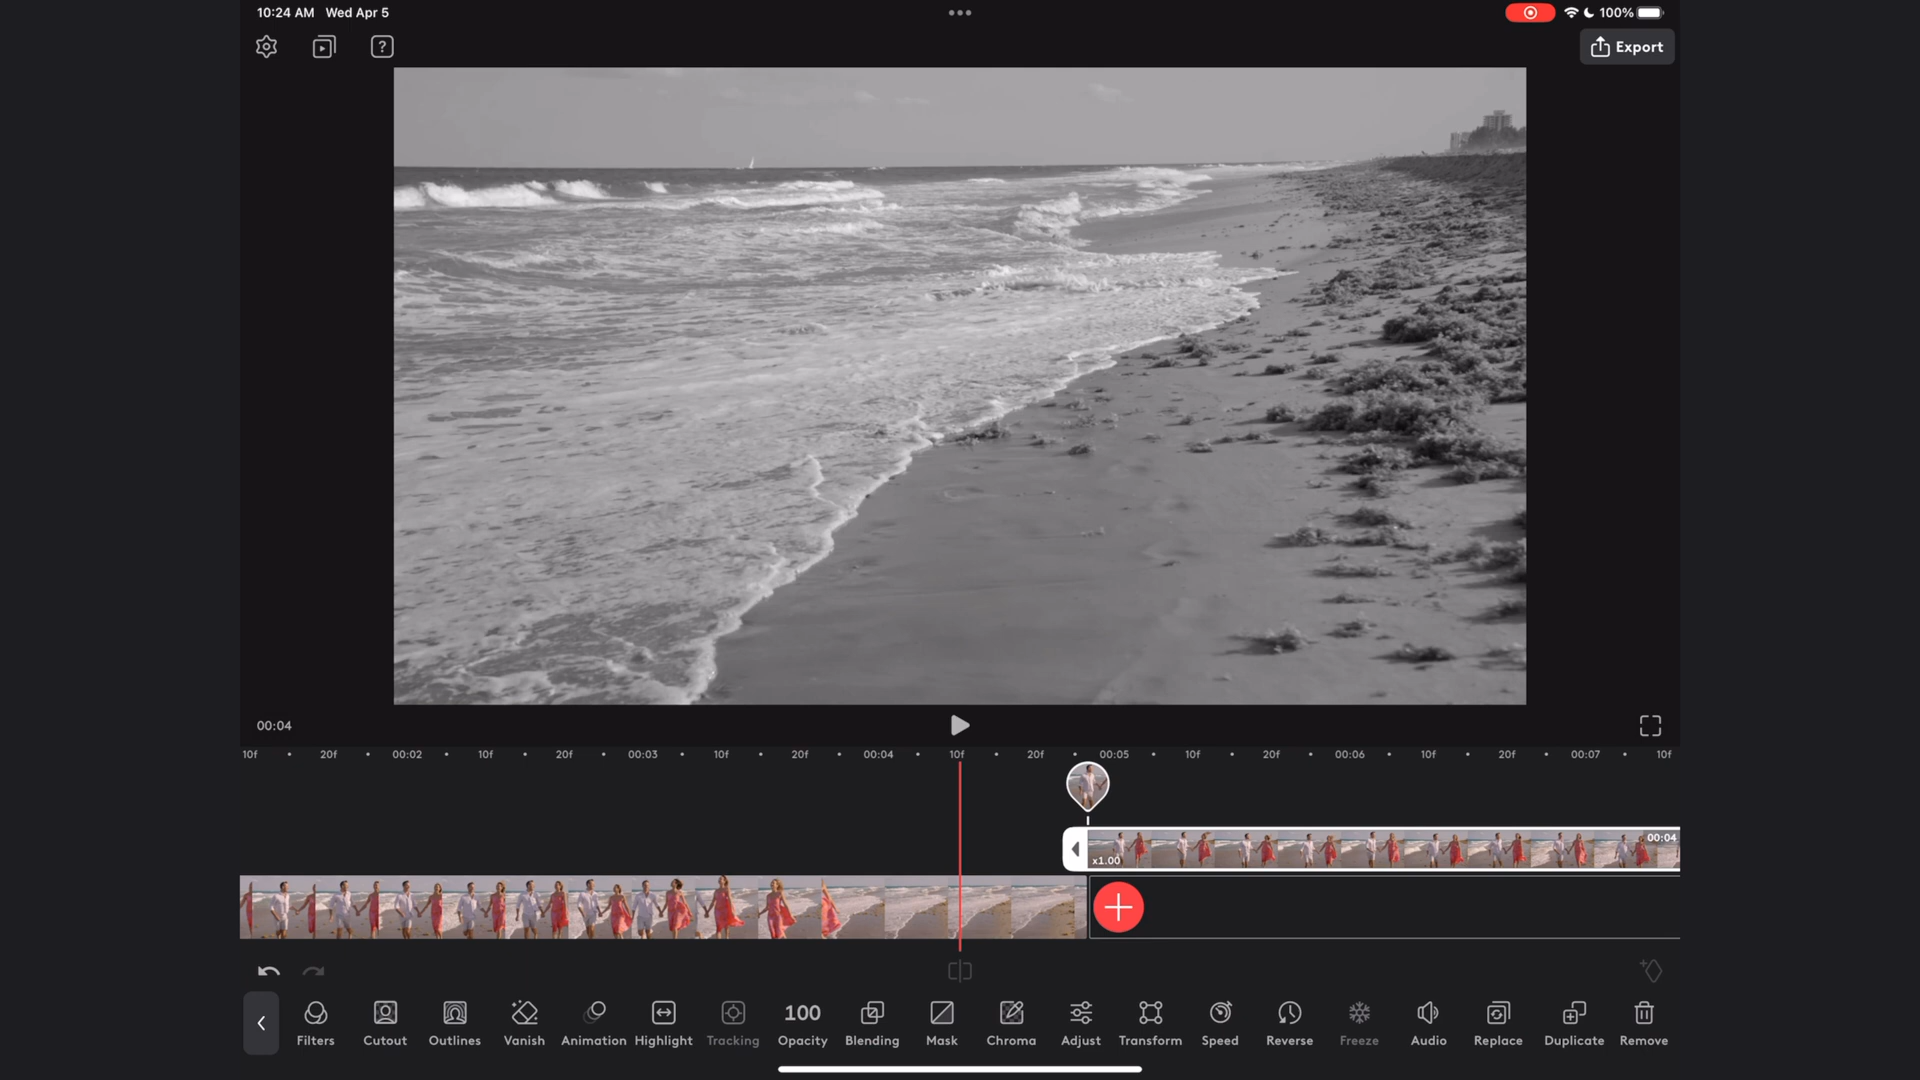 10:24 AM Wed Apr 5
100%
?
Export
00:04
10f 20f 00:02 10f 20f 00:03 10f 20f 00:04 10f 20f 00:05 10f 20f 00:06 10f 20f 00:07 10f
00:04
x1.00
100
Filters Cutout Outlines Vanish Animation Highlight Tracking Opacity Blending Mask Chroma Adjust Transform Speed Reverse Freeze Audio Replace Duplicate Remove